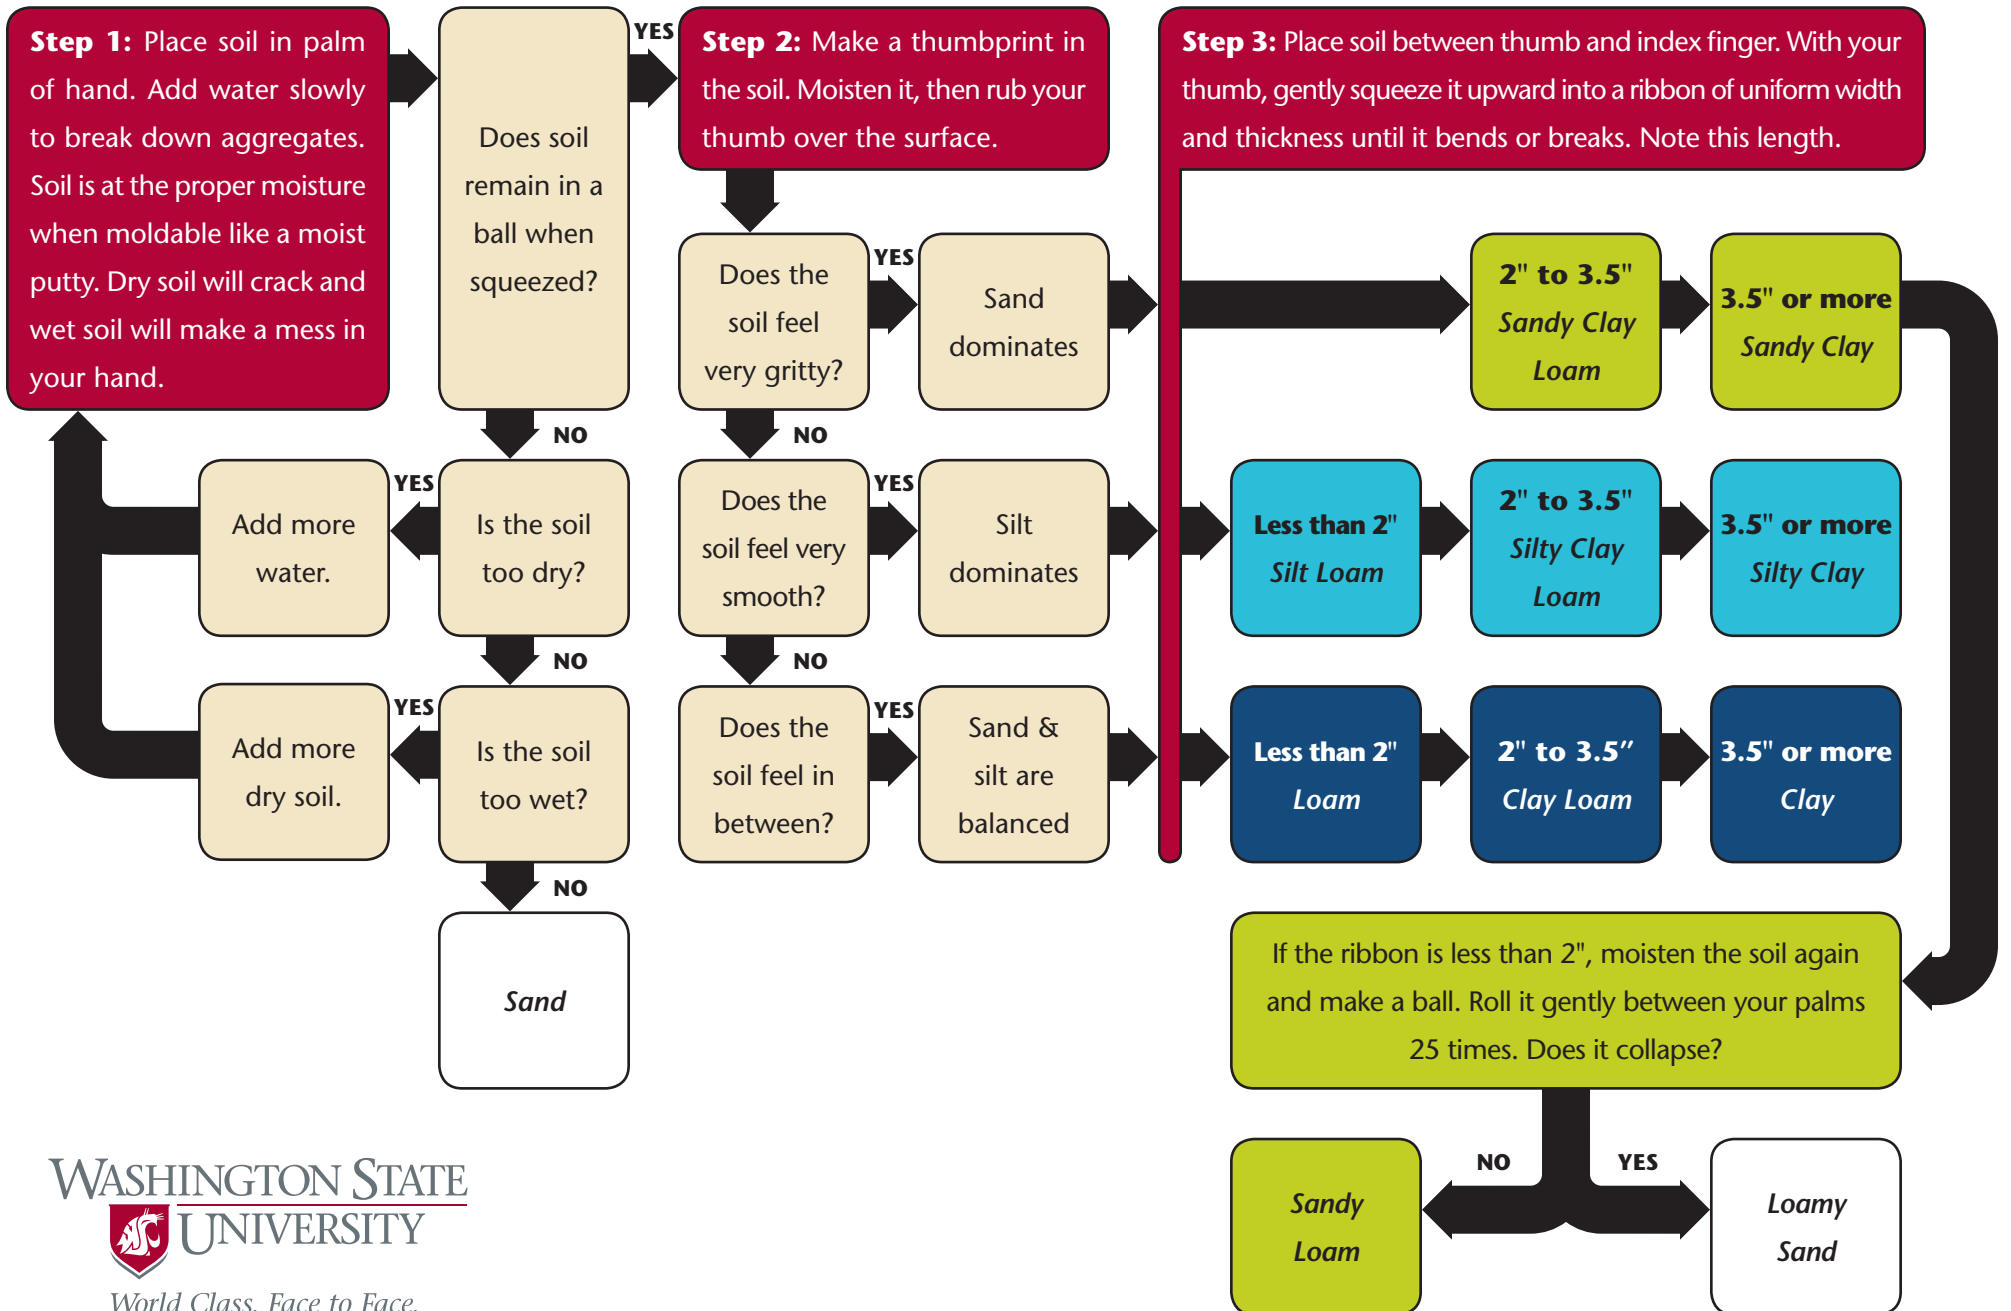 Step 1: Place soil in palm
of hand. Add water slowly
to break down aggregates.
Soil is at the proper moisture
when moldable like a moist
putty. Dry soil will crack and
wet soil will make a mess in
your hand.
Does soil
remain in a
ball when
squeezed?
YES
NO
Is the soil
too dry?
YES
Add more
water.
NO
Is the soil
too wet?
YES
Add more
dry soil.
NO
Sand
Step 2: Make a thumbprint in
the soil. Moisten it, then rub your
thumb over the surface.
Does the
soil feel
very gritty?
YES
Sand
dominates
NO
Does the
soil feel very
smooth?
YES
Silt
dominates
NO
Does the
soil feel in
between?
YES
Sand &
silt are
balanced
Step 3: Place soil between thumb and index finger. With your
thumb, gently squeeze it upward into a ribbon of uniform width
and thickness until it bends or breaks. Note this length.
2" to 3.5"
Sandy Clay
Loam
3.5" or more
Sandy Clay
Less than 2"
Silt Loam
2" to 3.5"
Silty Clay
Loam
3.5" or more
Silty Clay
Less than 2"
Loam
2" to 3.5″
Clay Loam
3.5" or more
Clay
If the ribbon is less than 2", moisten the soil again
and make a ball. Roll it gently between your palms
25 times. Does it collapse?
NO
YES
Sandy
Loam
Loamy
Sand
WASHINGTON STATE
UNIVERSITY
World Class. Face to Face.